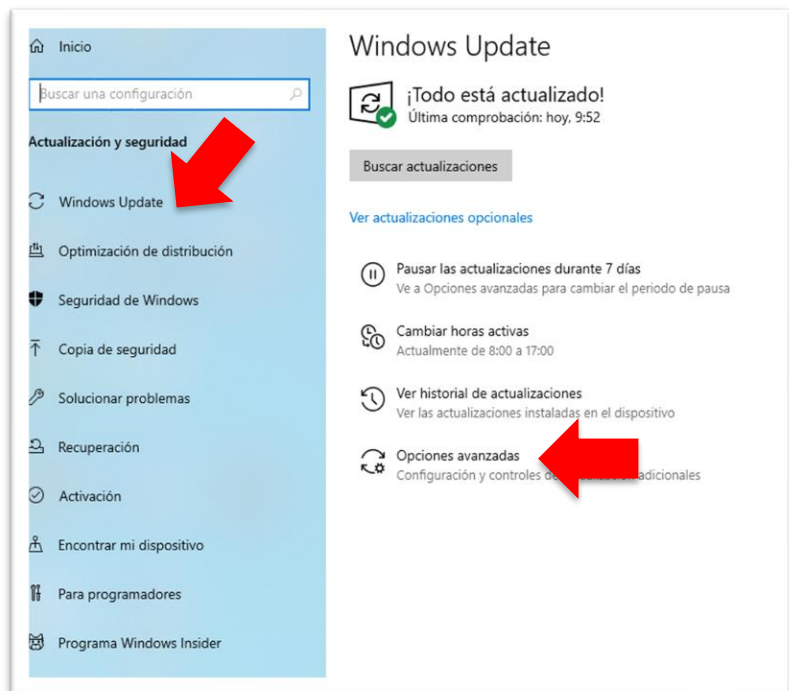 Inicio
Buscar una configuración
Actualización y seguridad
Windows Update
Optimización de distribución
Seguridad de Windows
Copia de seguridad
Solucionar problemas
Recuperación
Activación
Encontrar mi dispositivo
Para programadores
Programa Windows Insider
Windows Update
¡Todo está actualizado!
Última comprobación: hoy, 9:52
Buscar actualizaciones
Ver actualizaciones opcionales
Pausar las actualizaciones durante 7 días
Ve a Opciones avanzadas para cambiar el periodo de pausa
Cambiar horas activas
Actualmente de 8:00 a 17:00
Ver historial de actualizaciones
Ver las actualizaciones instaladas en el dispositivo
Opciones avanzadas
Configuración y controles adicionales